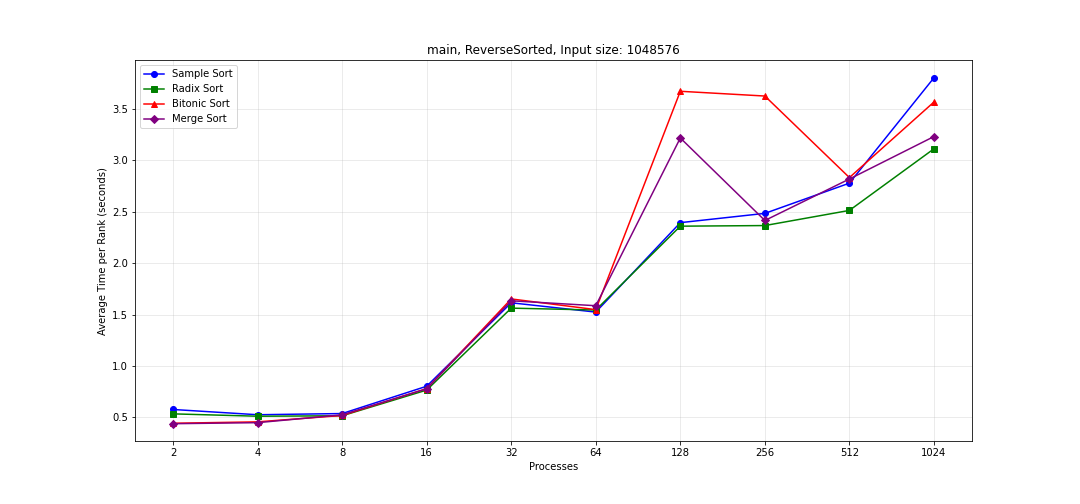 main, ReverseSorted, Input size: 1048576
Sample Sort
Radix Sort
Bitonic Sort
Merge Sort
Average Time per Rank (seconds)
3.5
3.0
2.5
2.0
1.5
1.0
0.5
2 4 8 16 32 64 128 256 512 1024
Processes